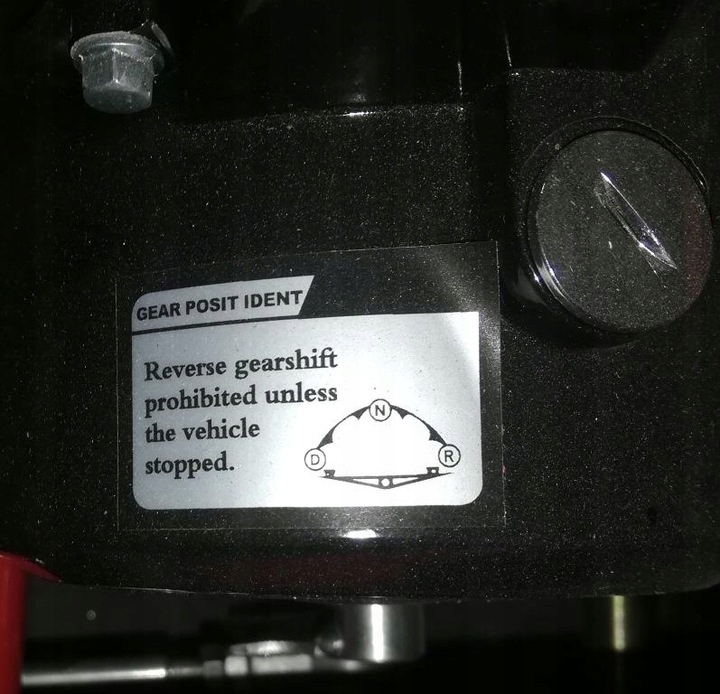 GEAR POSIT IDENT
Reverse gearshift
prohibited unless
the vehicle
stopped.
N
D R